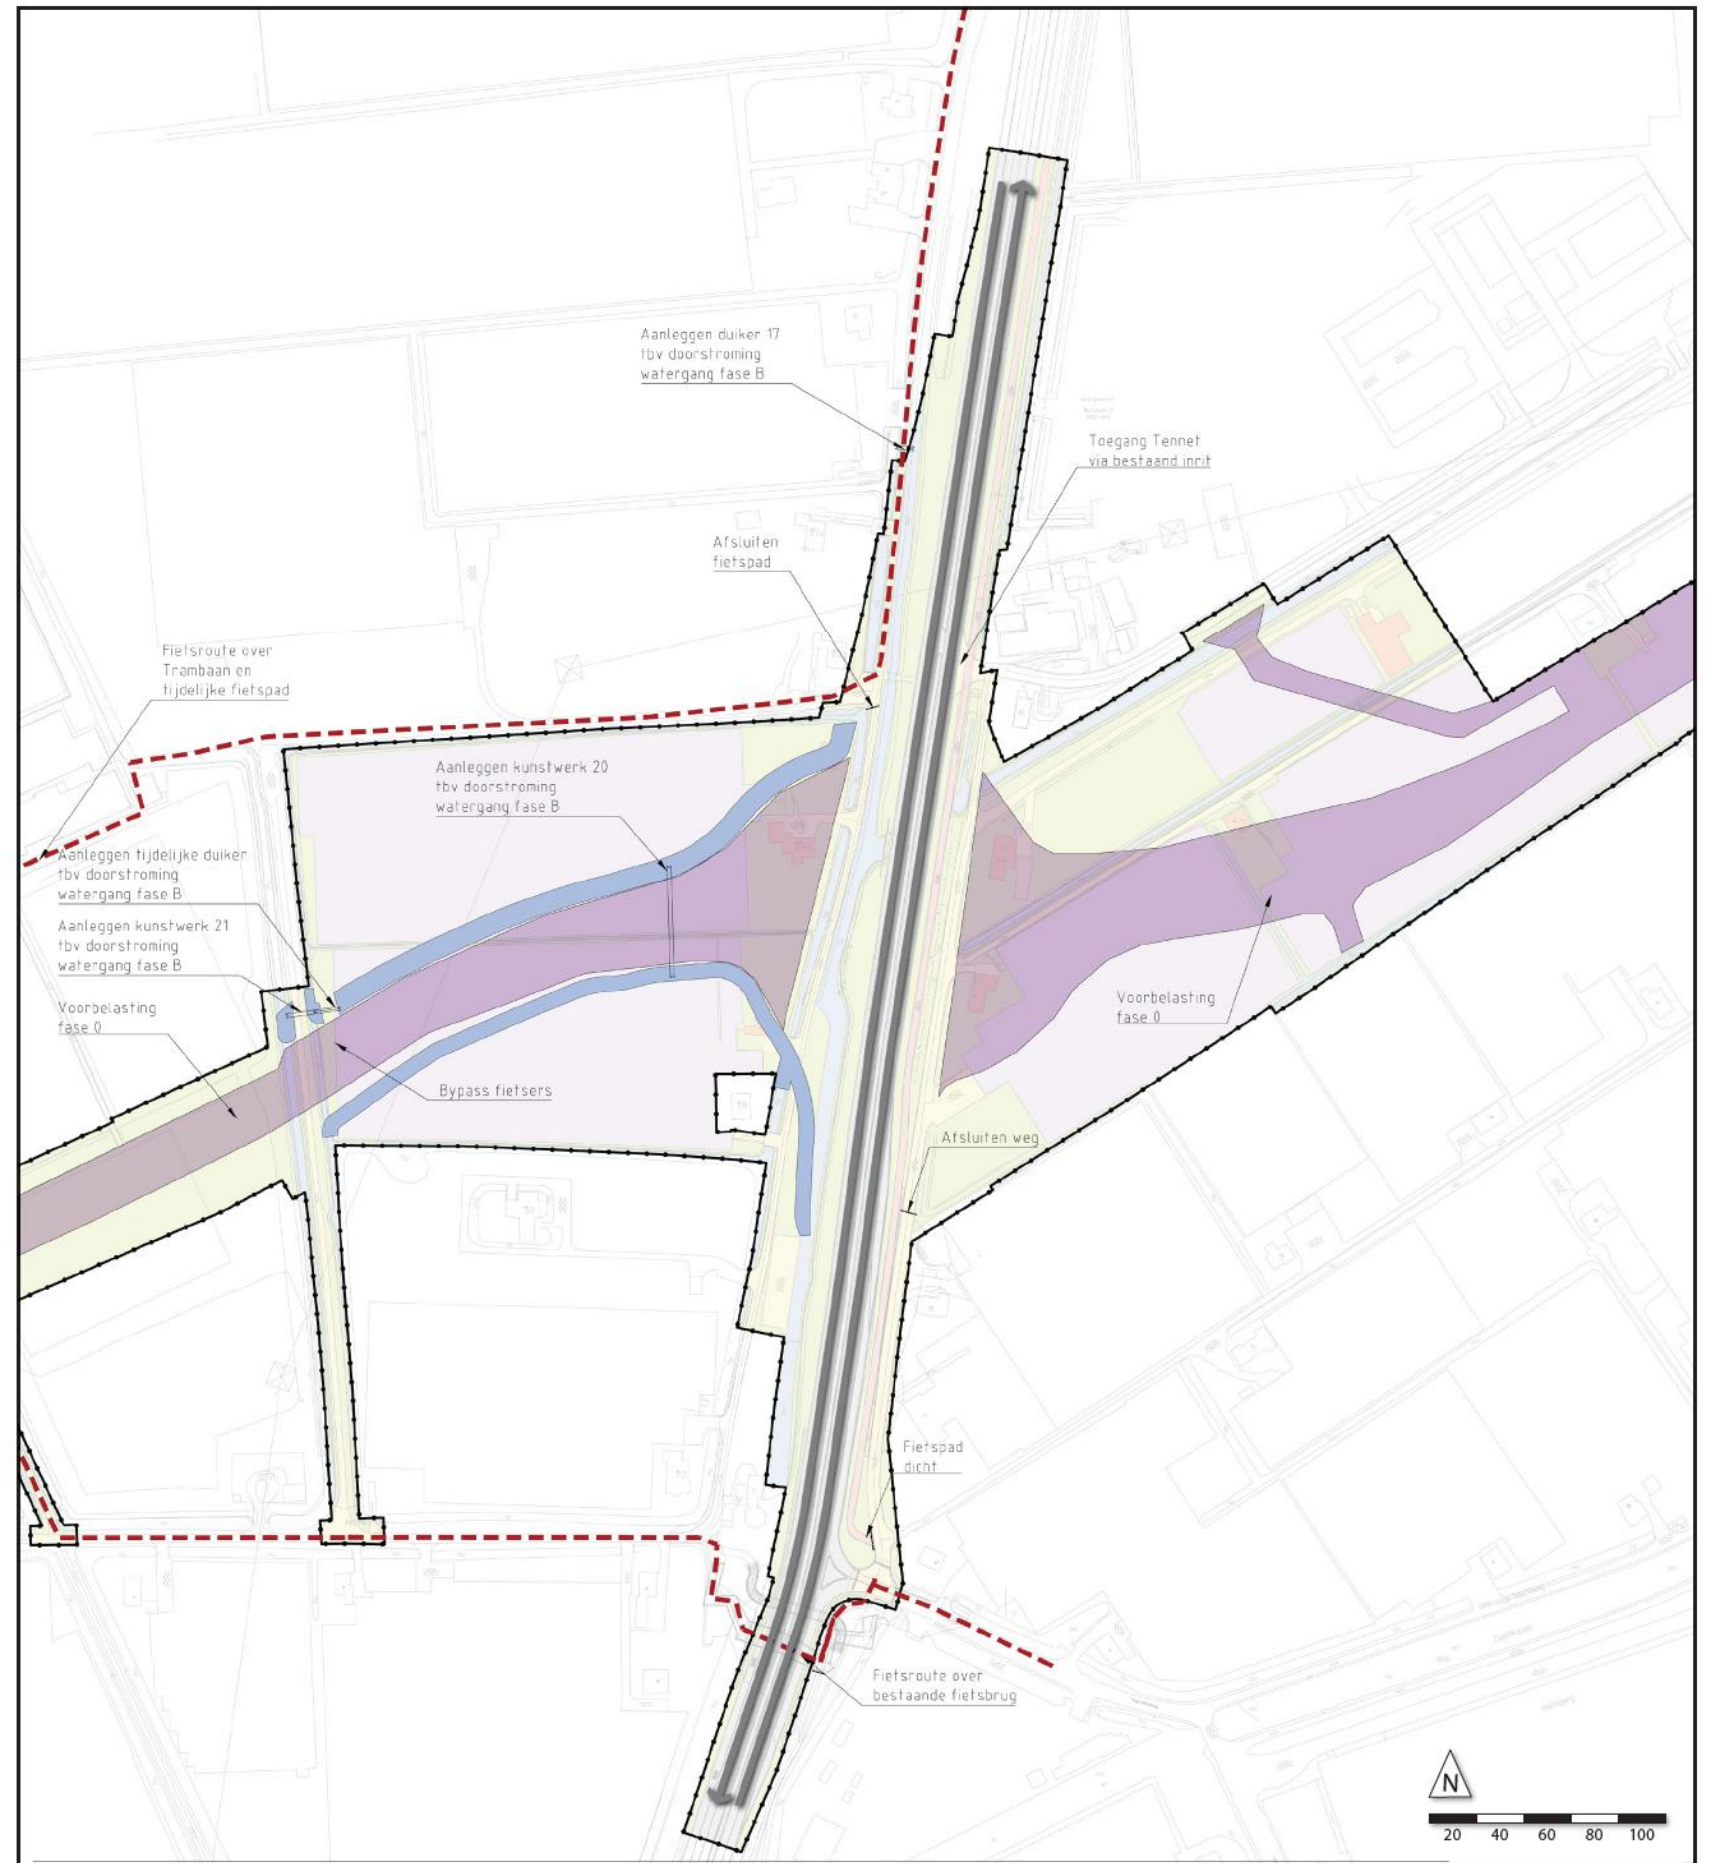 Aanleggen duiker 17
tbv doorstroming
watergang fase B
Toegang Tennet
via bestaand inrit
Afsluiten
fietspad
Fietsroute over
Trambaan en
tijdelijke fietspad
Aanleggen kunstwerk 20
tbv doorstroming
watergang fase B
Aanleggen tijdelijke duiker
tbv doorstroming
watergang fase B
Aanleggen kunstwerk 21
tbv doorstroming
watergang fase B
Voorbelasting
fase 0
Voorbelasting
fase 0
Bypass fietsers
Afsluiten weg
Fietspad
dicht
Fietsroute over
bestaande fietsbrug
N
20 40 60 80 100